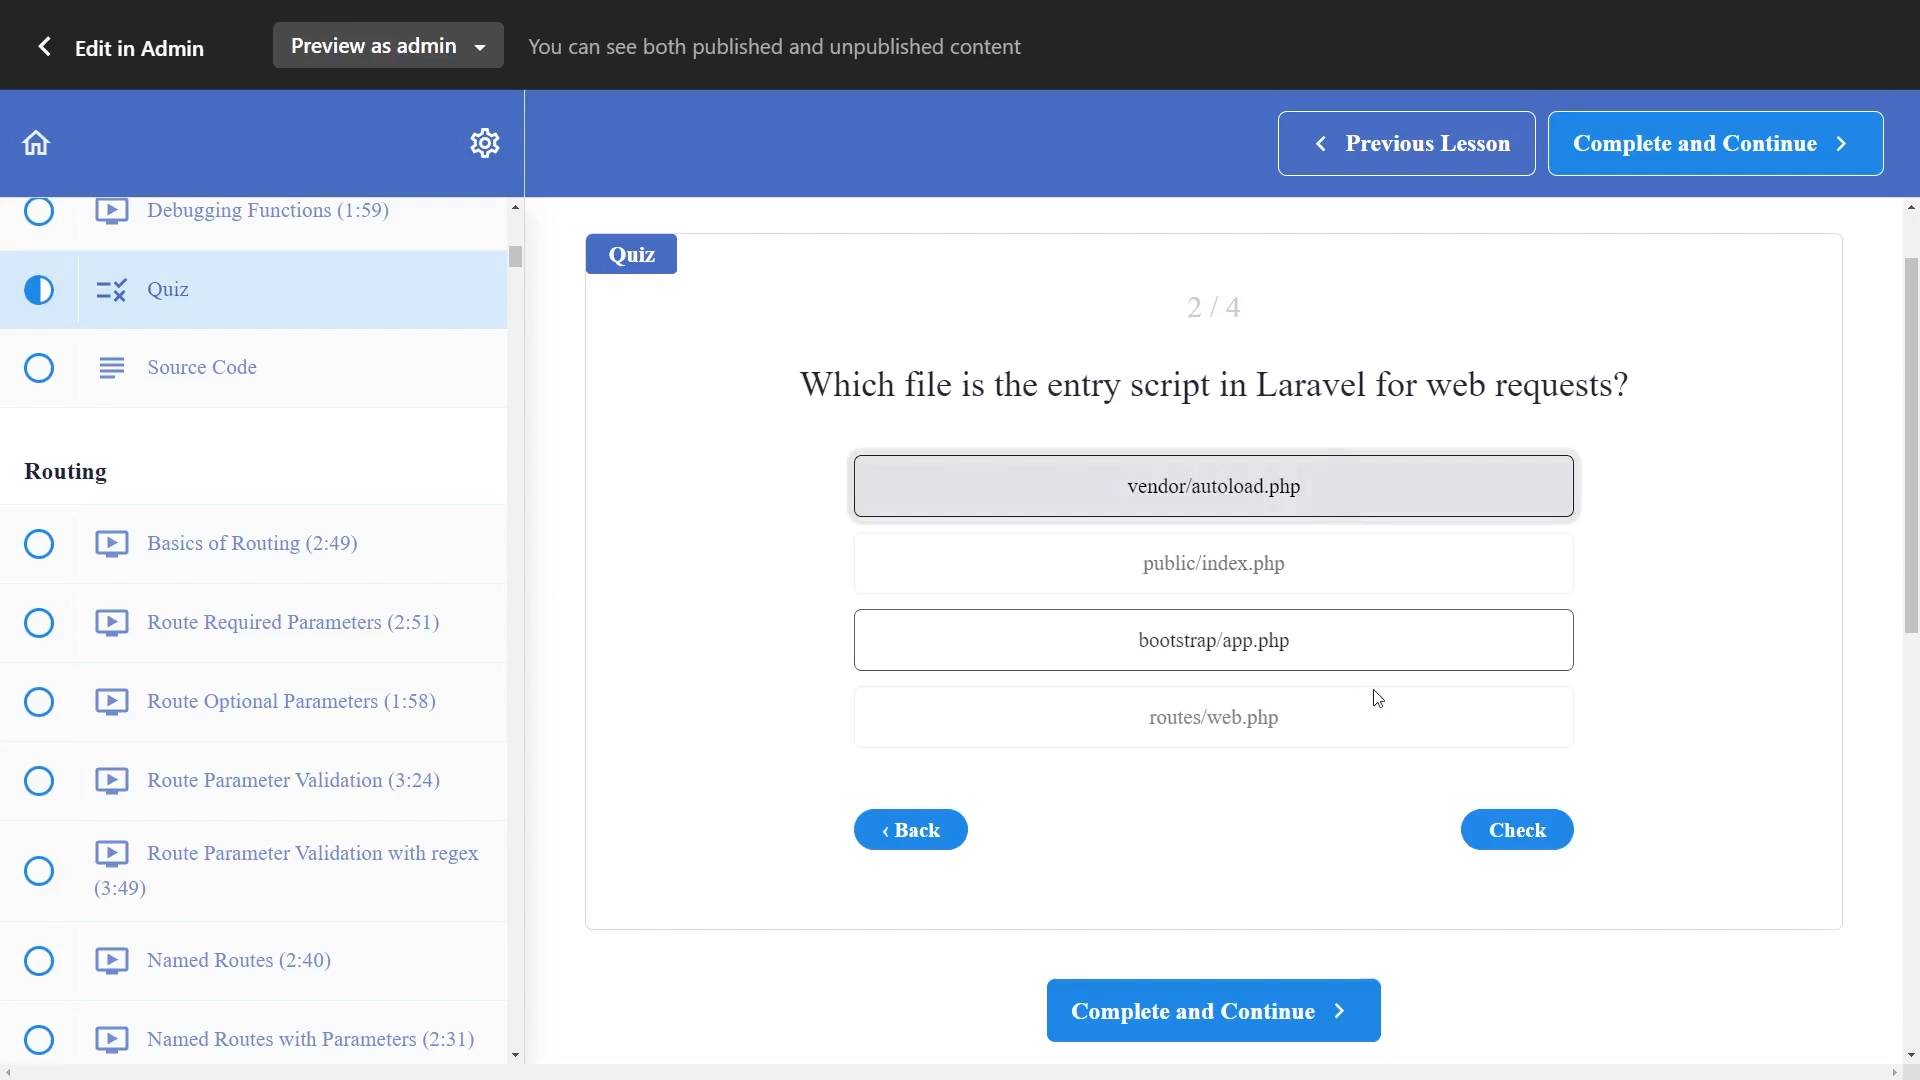 Edit in Admin
Preview as admin
You can see both published and unpublished content
Previous Lesson
Complete and Continue
Debugging Functions (1:59)
Quiz
Source Code
Routing
Basics of Routing (2:49)
Route Required Parameters (2:51)
Route Optional Parameters (1:58)
Route Parameter Validation (3:24)
Route Parameter Validation with regex
(3:49)
Named Routes (2:40)
Named Routes with Parameters (2:31)
Quiz
2 / 4
Which file is the entry script in Laravel for web requests?
vendor/autoload.php
public/index.php
bootstrap/app.php
routes/web.php
‹ Back
Check
Complete and Continue